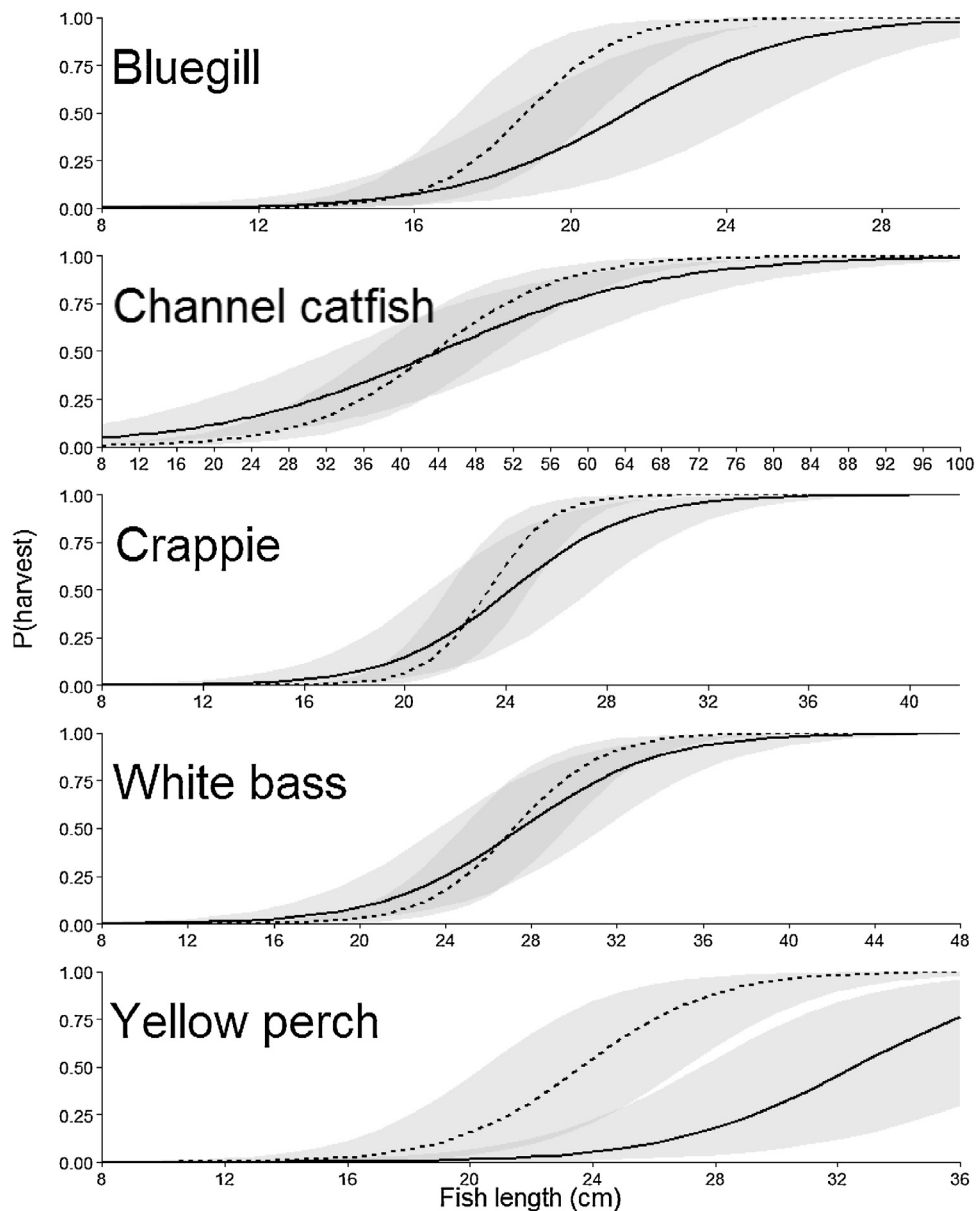 1.00
0.75
0.50
0.25
0.00
Bluegill
8 12 16 20 24 28
1.00
0.75
0.50
0.25
0.00
Channel catfish
8 12 16 20 24 28 32 36 40 44 48 52 56 60 64 68 72 76 80 84 88 92 96 100
P(harvest)
1.00
0.75
0.50
0.25
0.00
Crappie
8 12 16 20 24 28 32 36 40
1.00
0.75
0.50
0.25
0.00
White bass
8 12 16 20 24 28 32 36 40 44 48
1.00
0.75
0.50
0.25
0.00
Yellow perch
8 12 16 20 24 28 32 36
Fish length (cm)